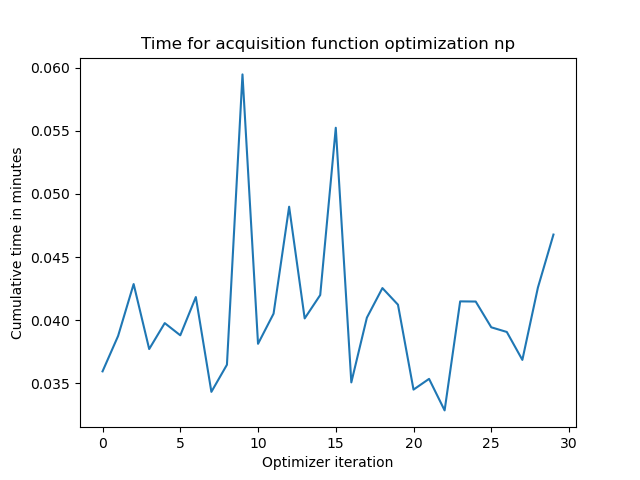 Time for acquisition function optimization np
Cumulative time in minutes
0.060
0.055
0.050
0.045
0.040
0.035
0 5 10 15 20 25 30
Optimizer iteration